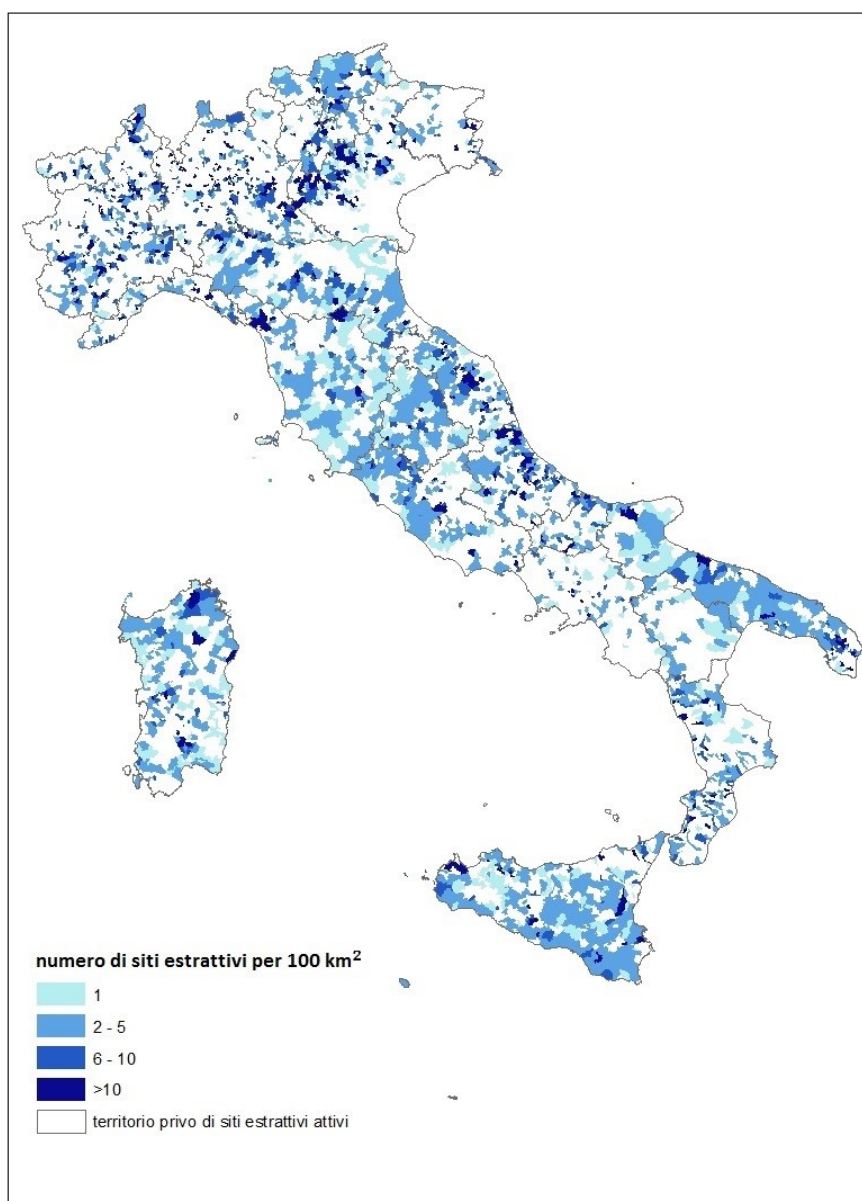 numero di siti estrattivi per 100 km²
1
2 - 5
6 - 10
>10
territorio privo di siti estrattivi attivi